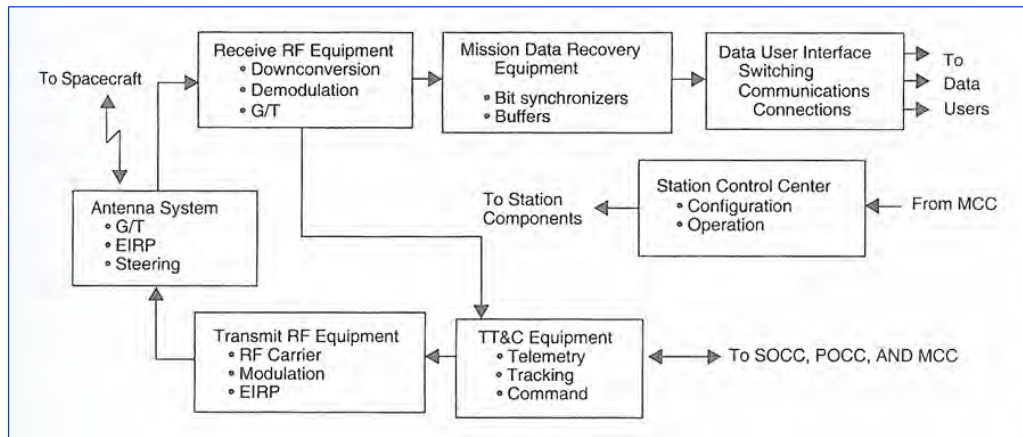 Receive RF Equipment
• Downconversion
• Demodulation
• G/T
Mission Data Recovery
Equipment
• Bit synchronizers
• Buffers
Data User Interface
Switching
Communications
Connections
To
Data
Users
To Spacecraft
Antenna System
• G/T
• EIRP
• Steering
To Station
Components
Station Control Center
• Configuration
• Operation
From MCC
Transmit RF Equipment
• RF Carrier
• Modulation
• EIRP
TT&C Equipment
• Telemetry
• Tracking
• Command
To SOCC, POCC, AND MCC